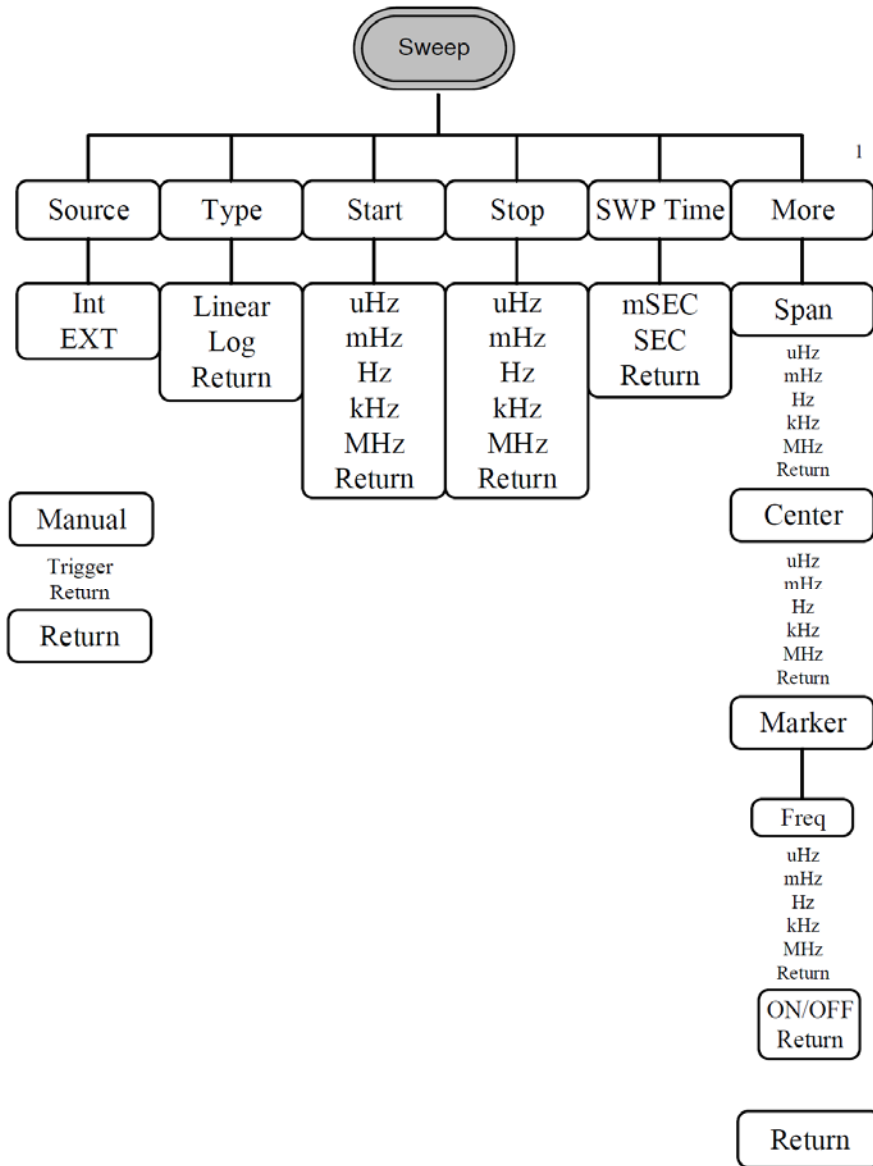 Sweep
1
Source
Type
Start
Stop
SWP Time
More
Int
EXT
Manual
Trigger
Return
Return
Linear
Log
Return
uHz
mHz
Hz
kHz
MHz
Return
uHz
mHz
Hz
kHz
MHz
Return
mSEC
SEC
Return
Span
uHz
mHz
Hz
kHz
MHz
Return
Center
uHz
mHz
Hz
kHz
MHz
Return
Marker
Freq
uHz
mHz
Hz
kHz
MHz
Return
ON/OFF
Return
Return